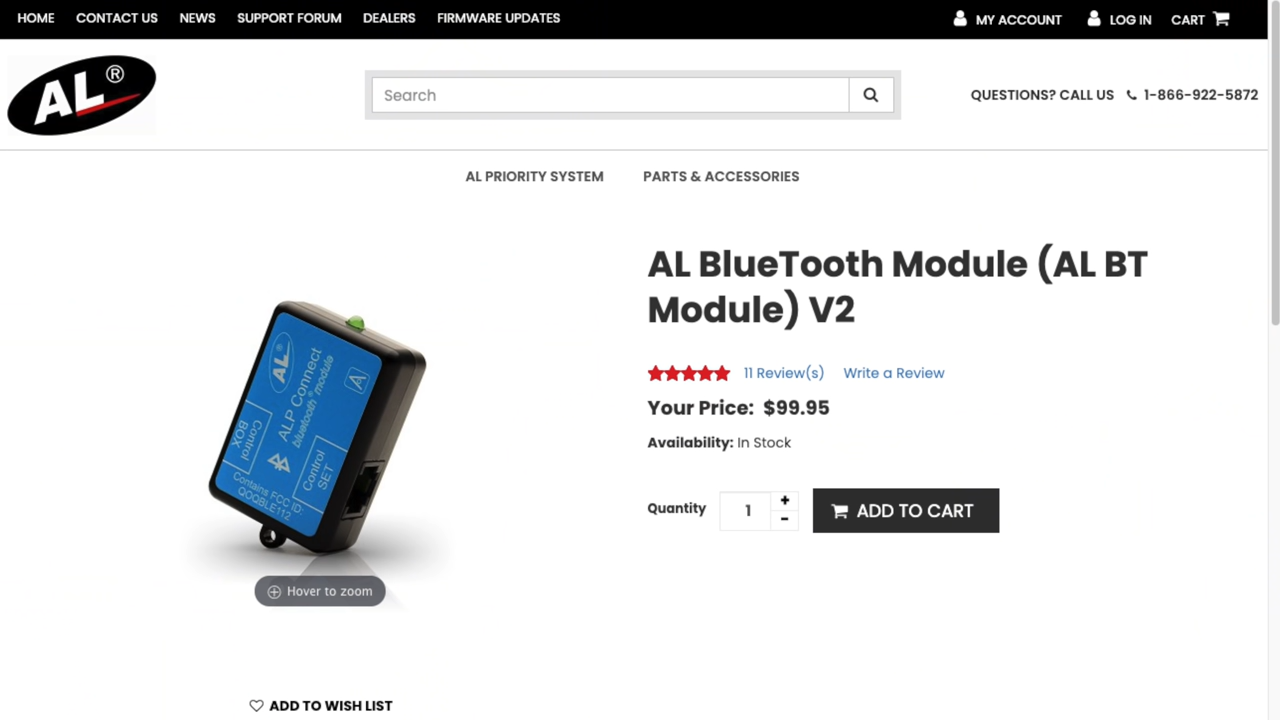 HOME CONTACT US NEWS SUPPORT FORUM DEALERS FIRMWARE UPDATES MY ACCOUNT LOG IN CART
AL®
Search
QUESTIONS? CALL US 1-866-922-5872
AL PRIORITY SYSTEM PARTS & ACCESSORIES
AL BlueTooth Module (AL BT
Module) V2
11 Review(s) Write a Review
Your Price: $99.95
Availability: In Stock
Quantity 1 + - ADD TO CART
AL®
ALP Connect
bluetooth® module
Control
BOX
Control
SET
Contains FCC ID:
QOQBLE112
Hover to zoom
ADD TO WISH LIST